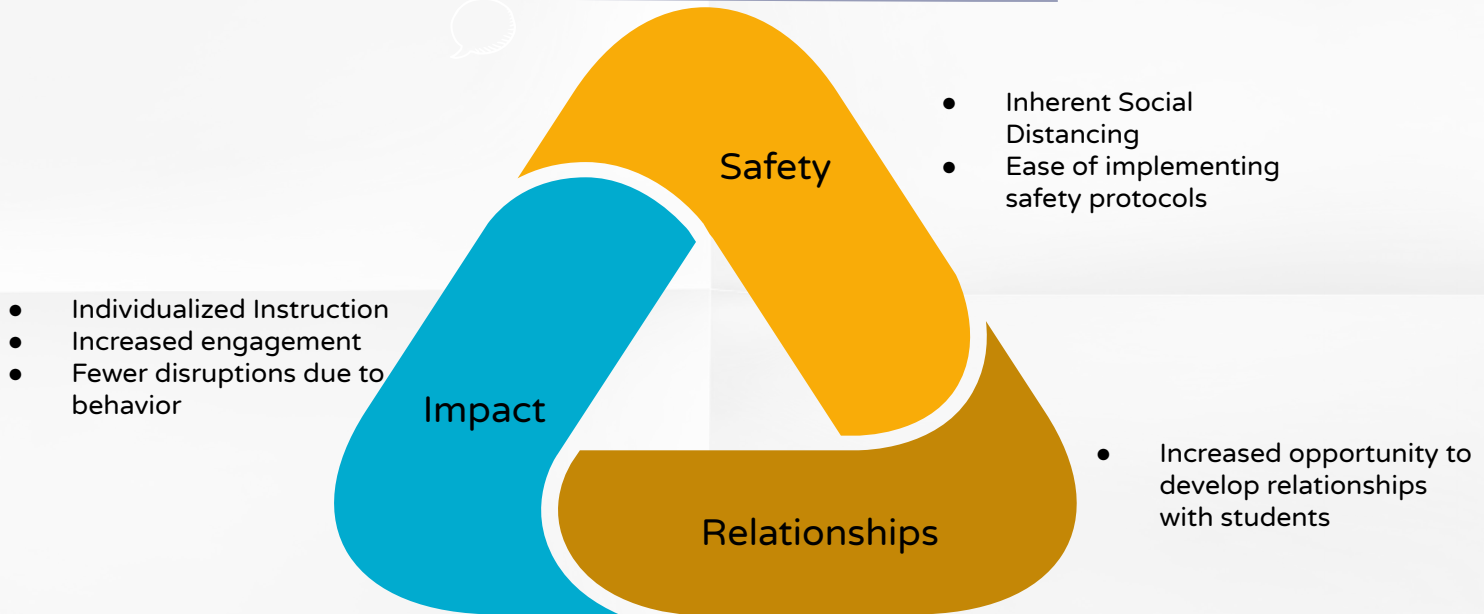 Safety
● Inherent Social
Distancing
● Ease of implementing
safety protocols
● Individualized Instruction
● Increased engagement
● Fewer disruptions due to
behavior
Impact
Relationships
● Increased opportunity to
develop relationships
with students